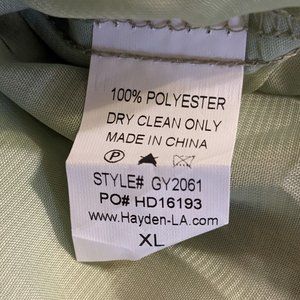 100% POLYESTER
DRY CLEAN ONLY
MADE IN CHINA
P
STYLE# GY2061
PO# HD16193
www.Hayden-LA.com
XL